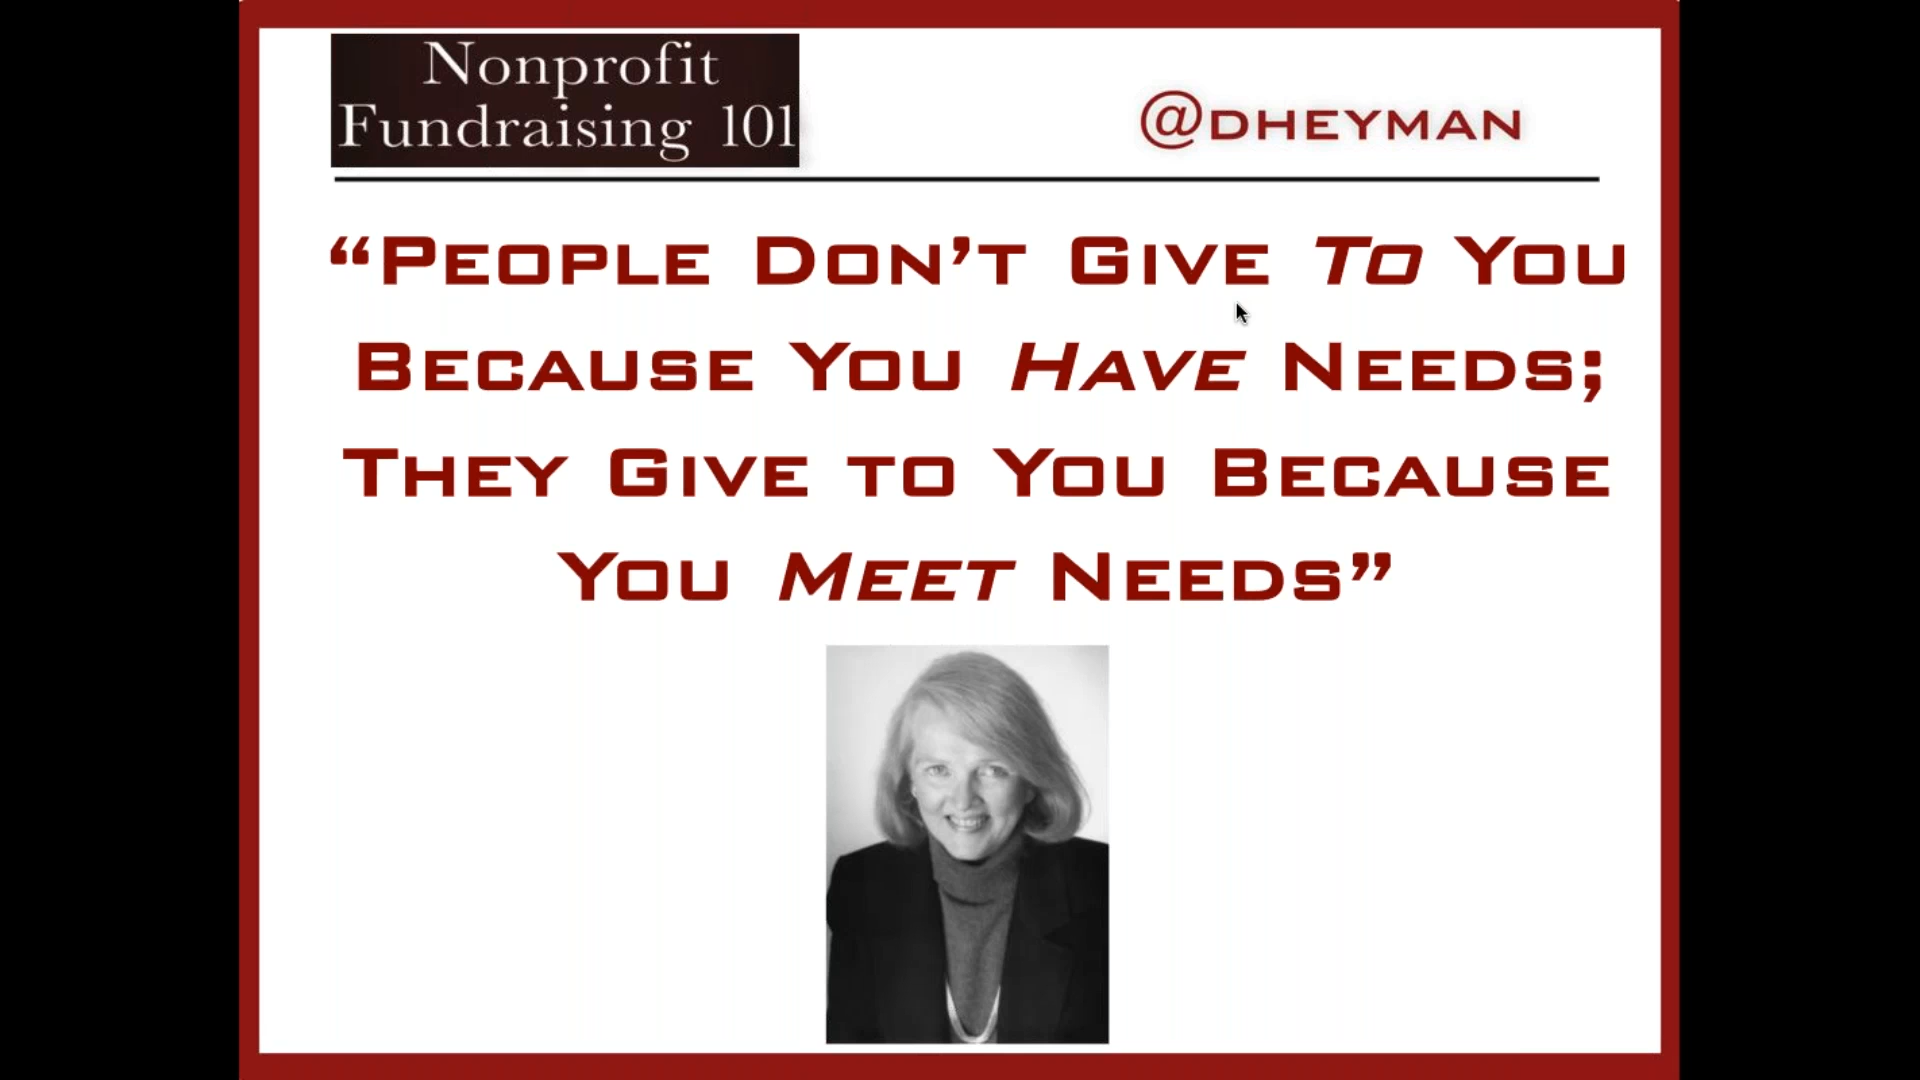 Nonprofit
Fundraising 101
@DHEYMAN
“PEOPLE DON’T GIVE TO YOU
BECAUSE YOU HAVE NEEDS;
THEY GIVE TO YOU BECAUSE
YOU MEET NEEDS”